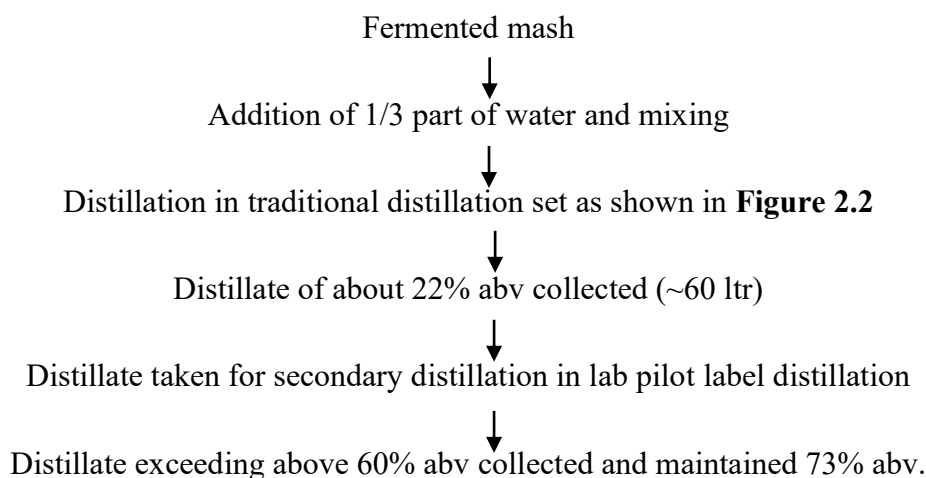 Fermented mash
Addition of 1/3 part of water and mixing
Distillation in traditional distillation set as shown in Figure 2.2
Distillate of about 22% abv collected (~60 ltr)
Distillate taken for secondary distillation in lab pilot label distillation
Distillate exceeding above 60% abv collected and maintained 73% abv.